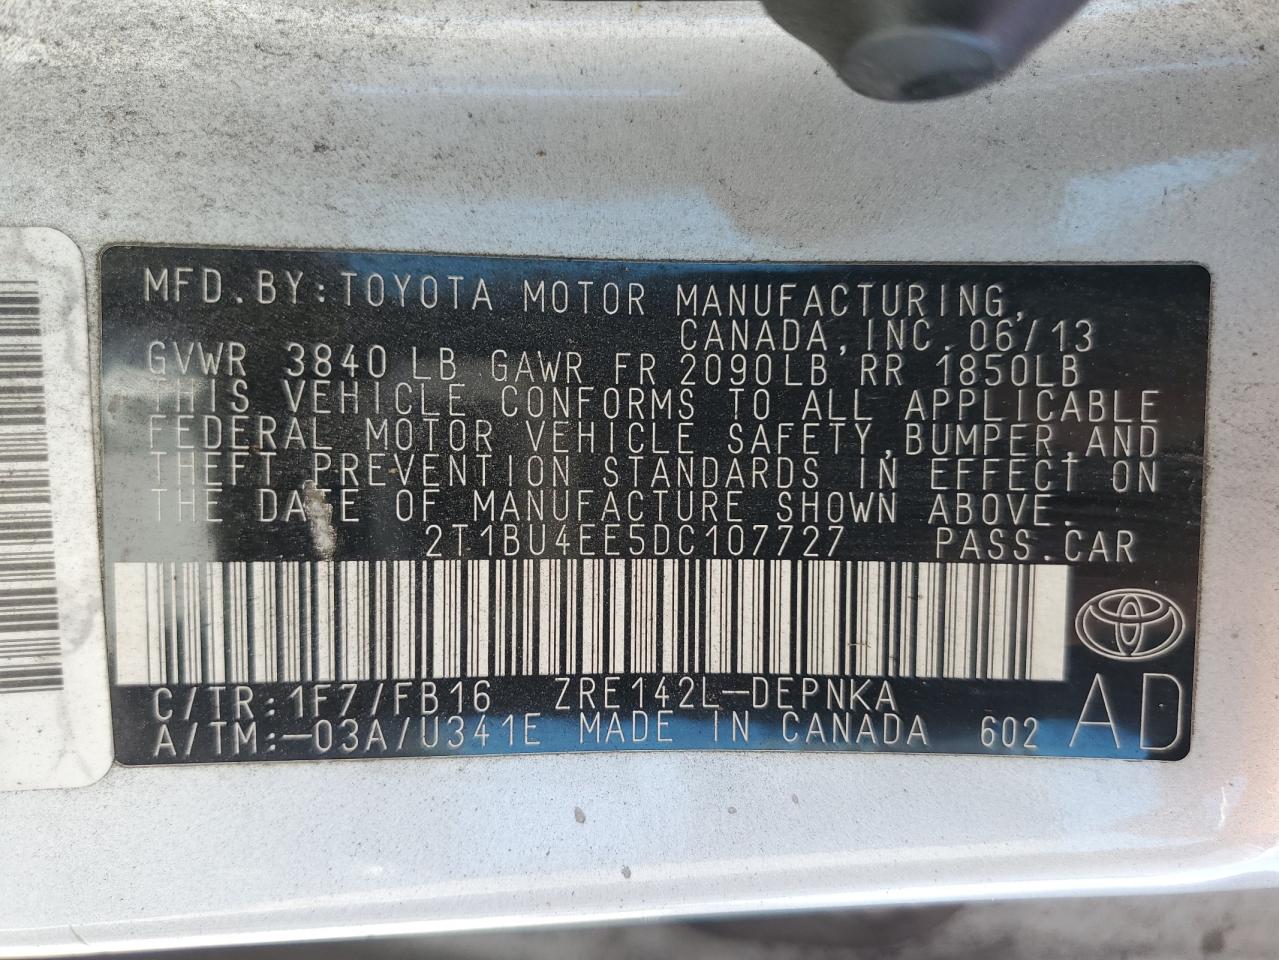 MFD.BY:TOYOTA MOTOR MANUFACTURING,
CANADA,INC. 06/13
GVWR 3840 LB GAWR FR 2090LB RR 1850LB
THIS VEHICLE CONFORMS TO ALL APPLICABLE
FEDERAL MOTOR VEHICLE SAFETY,BUMPER,AND
THEFT PREVENTION STANDARDS IN EFFECT ON
THE DATE OF MANUFACTURE SHOWN ABOVE.
2T1BU4EE5DC107727 PASS.CAR
C/TR:1F7/FB16 ZRE142L-DEPNKA
A/TM:-03A/U341E MADE IN CANADA 602 AD